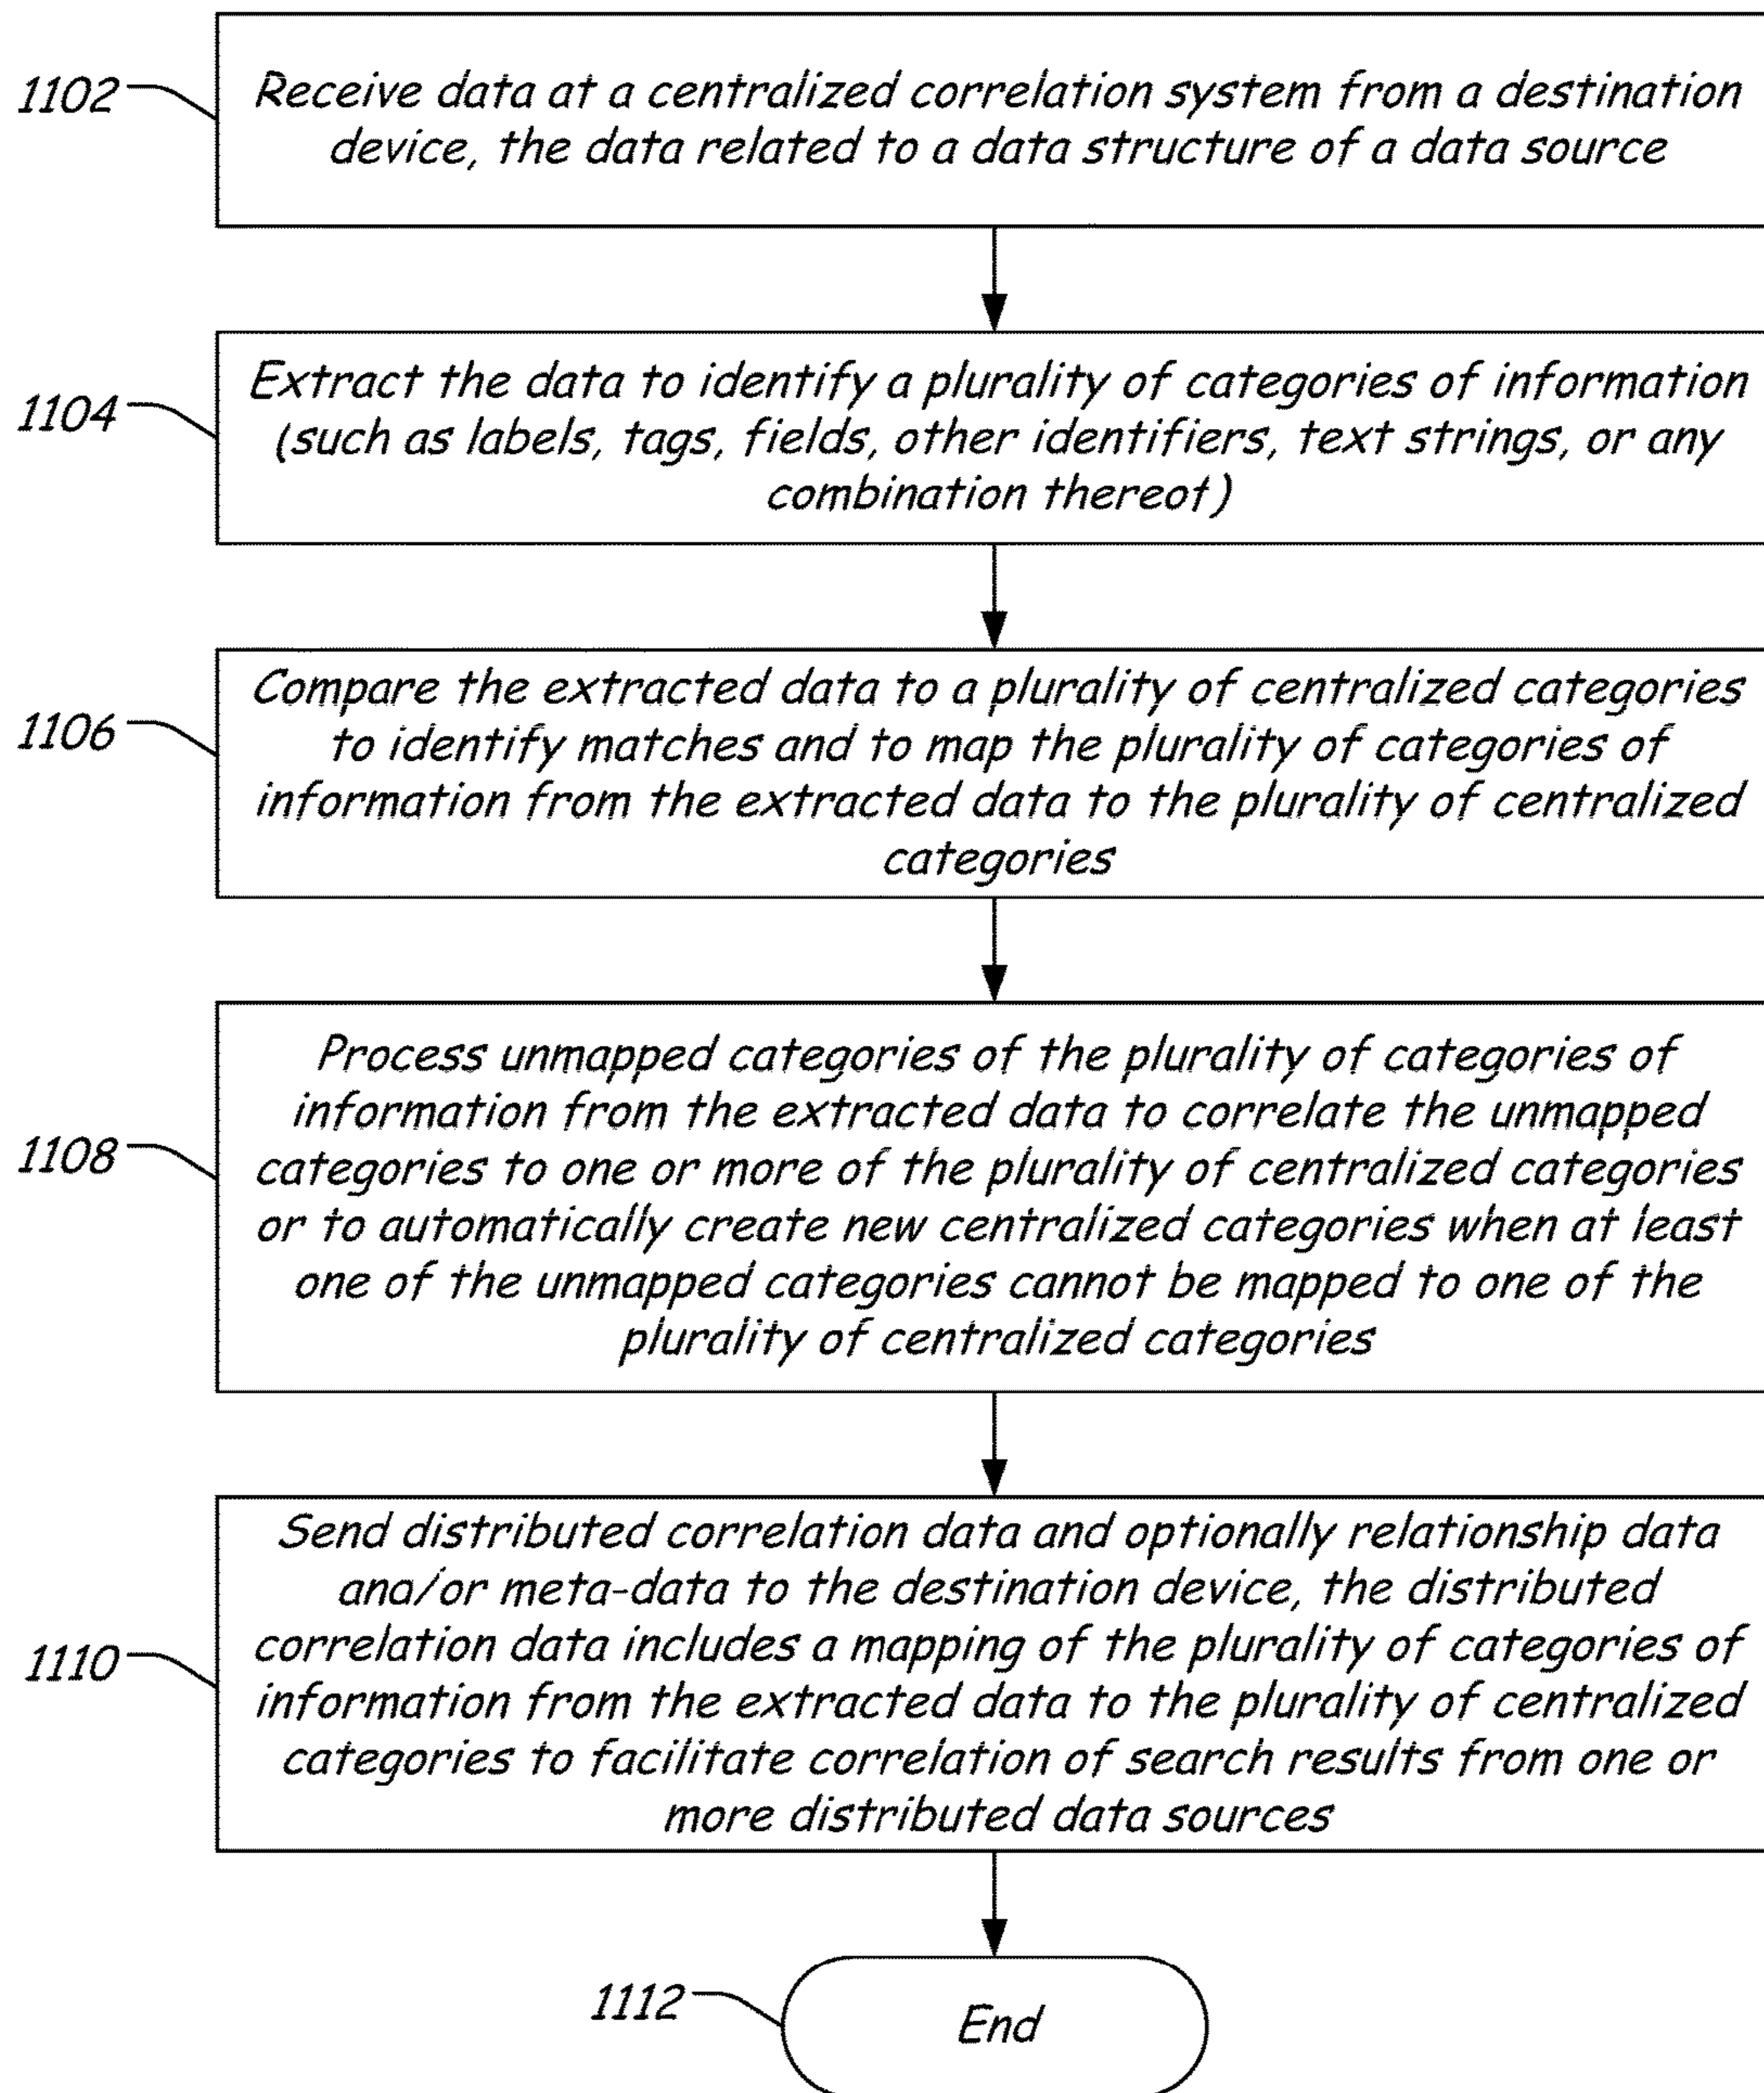 1102
Receive data at a centralized correlation system from a destination
device, the data related to a data structure of a data source
1104
Extract the data to identify a plurality of categories of information
(such as labels, tags, fields, other identifiers, text strings, or any
combination thereof)
1106
Compare the extracted data to a plurality of centralized categories
to identify matches and to map the plurality of categories of
information from the extracted data to the plurality of centralized
categories
1108
Process unmapped categories of the plurality of categories of
information from the extracted data to correlate the unmapped
categories to one or more of the plurality of centralized categories
or to automatically create new centralized categories when at least
one of the unmapped categories cannot be mapped to one of the
plurality of centralized categories
1110
Send distributed correlation data and optionally relationship data
and/or meta-data to the destination device, the distributed
correlation data includes a mapping of the plurality of categories of
information from the extracted data to the plurality of centralized
categories to facilitate correlation of search results from one or
more distributed data sources
1112
End